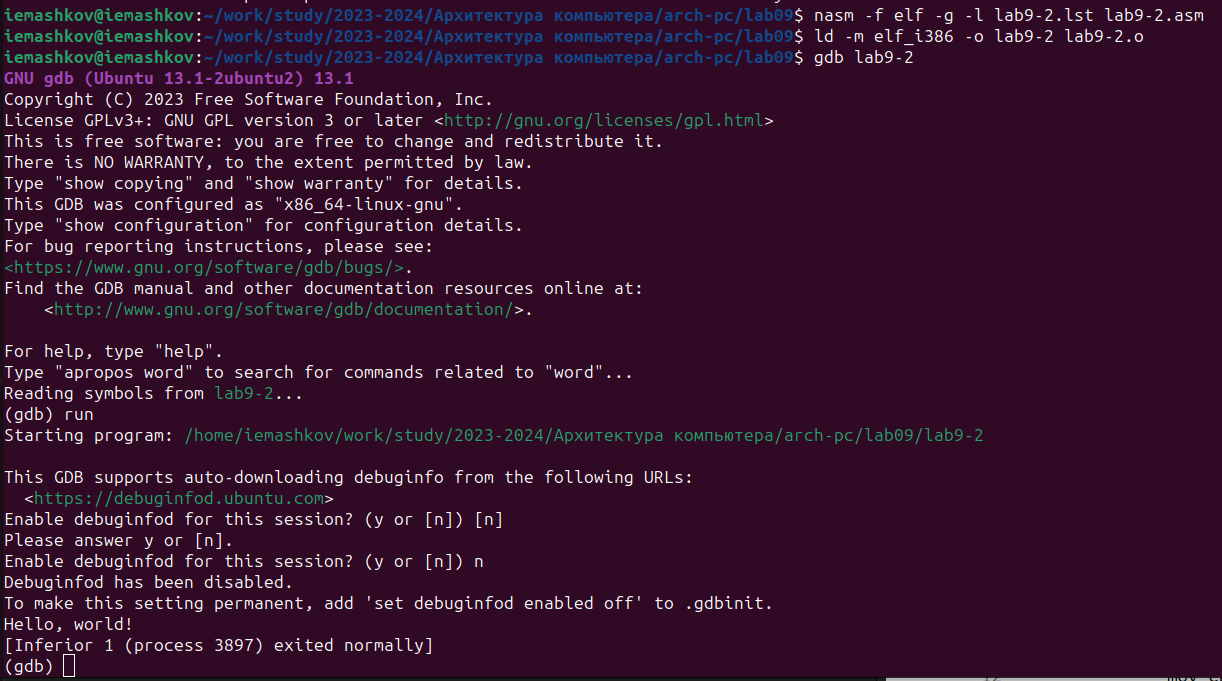 iemashkov@iemashkov:~/work/study/2023-2024/Архитектура компьютера/arch-pc/lab09$ nasm -f elf -g -l lab9-2.lst lab9-2.asm
iemashkov@iemashkov:~/work/study/2023-2024/Архитектура компьютера/arch-pc/lab09$ ld -m elf_i386 -o lab9-2 lab9-2.o
iemashkov@iemashkov:~/work/study/2023-2024/Архитектура компьютера/arch-pc/lab09$ gdb lab9-2
GNU gdb (Ubuntu 13.1-2ubuntu2) 13.1
Copyright (C) 2023 Free Software Foundation, Inc.
License GPLv3+: GNU GPL version 3 or later <http://gnu.org/licenses/gpl.html>
This is free software: you are free to change and redistribute it.
There is NO WARRANTY, to the extent permitted by law.
Type "show copying" and "show warranty" for details.
This GDB was configured as "x86_64-linux-gnu".
Type "show configuration" for configuration details.
For bug reporting instructions, please see:
<https://www.gnu.org/software/gdb/bugs/>.
Find the GDB manual and other documentation resources online at:
    <http://www.gnu.org/software/gdb/documentation/>.

For help, type "help".
Type "apropos word" to search for commands related to "word"...
Reading symbols from lab9-2...
(gdb) run
Starting program: /home/iemashkov/work/study/2023-2024/Архитектура компьютера/arch-pc/lab09/lab9-2

This GDB supports auto-downloading debuginfo from the following URLs:
  <https://debuginfod.ubuntu.com>
Enable debuginfod for this session? (y or [n]) [n]
Please answer y or [n].
Enable debuginfod for this session? (y or [n]) n
Debuginfod has been disabled.
To make this setting permanent, add 'set debuginfod enabled off' to .gdbinit.
Hello, world!
[Inferior 1 (process 3897) exited normally]
(gdb)